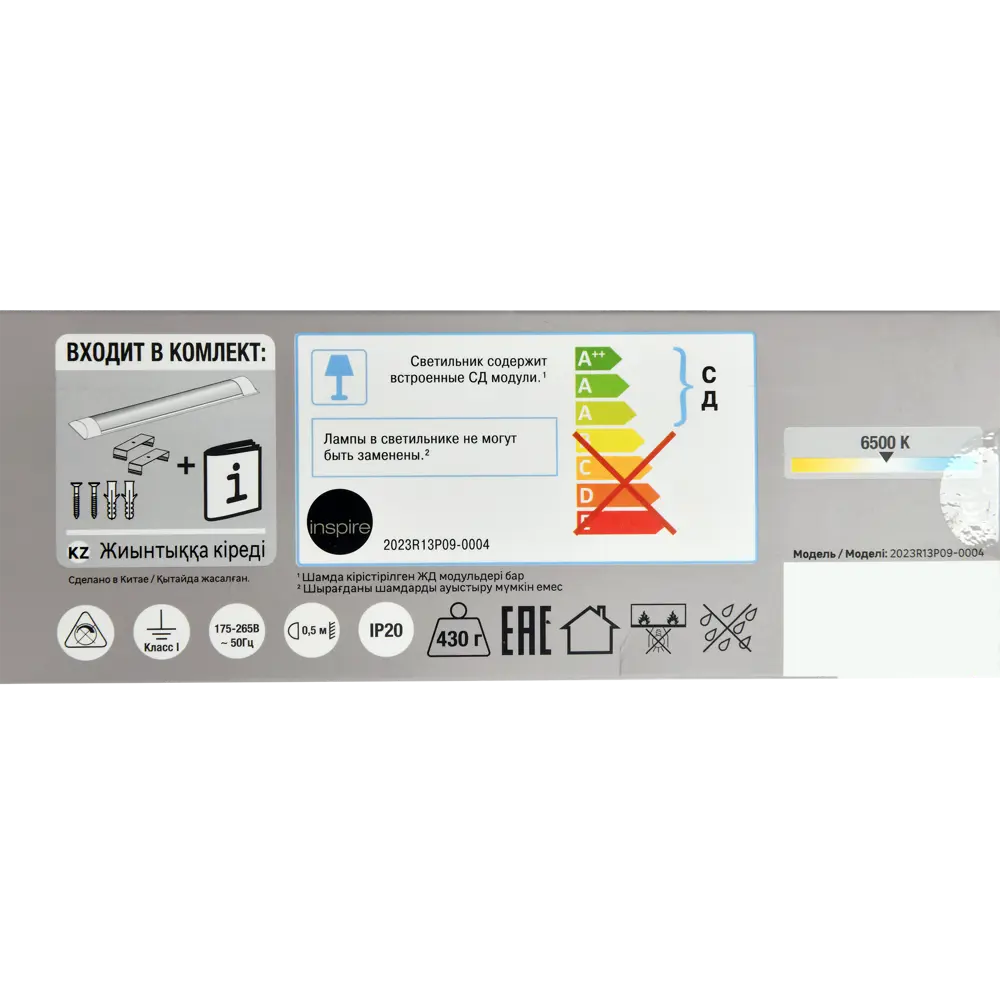 ВХОДИТ В КОМЛЕКТ:
i
KZ Жиынтыққа кіреді
Сделано в Китае / Қытайда жасалған.
Светильник содержит
встроенные СД модули.¹
Лампы в светильнике не могут
быть заменены.²
inspire
2023R13P09-0004
A++
A
A
C
D
E
С
Д
¹ Шамда кірістірілген ЖД модульдері бар
² Шырағданы шамдарды ауыстыру мүмкін емес
6500 K
Модель / Моделі: 2023R13P09-0004
Класс I
175-265В
~ 50Гц
0,5 м
IP20
430 г
EAC